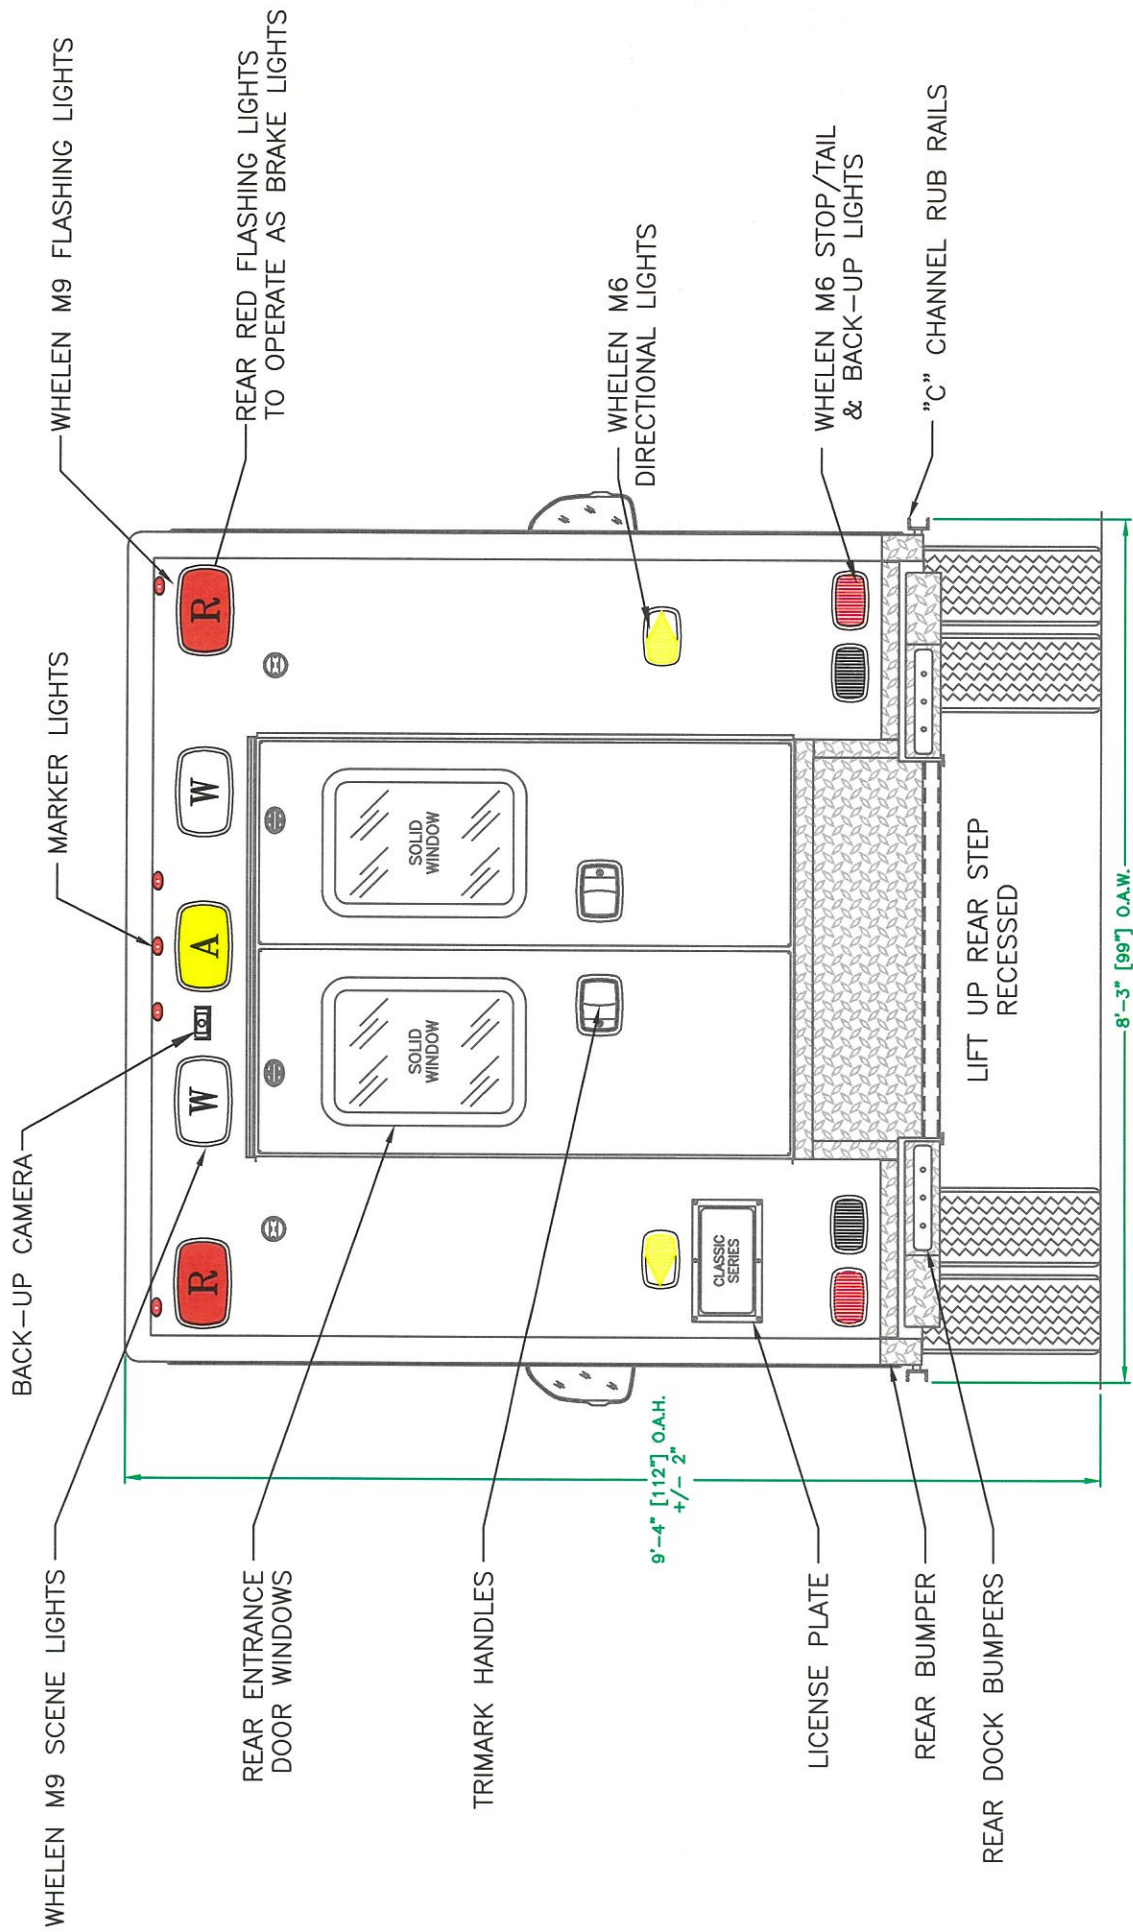 WHELEN M9 SCENE LIGHTS
BACK-UP CAMERA
MARKER LIGHTS
WHELEN M9 FLASHING LIGHTS
REAR RED FLASHING LIGHTS
TO OPERATE AS BRAKE LIGHTS
R
W
A
W
R
REAR ENTRANCE
DOOR WINDOWS
SOLID
WINDOW
SOLID
WINDOW
TRIMARK HANDLES
WHELEN M6
DIRECTIONAL LIGHTS
9'-4" [112"] O.A.H.
+/- 2"
CLASSIC
SERIES
LICENSE PLATE
WHELEN M6 STOP/TAIL
& BACK-UP LIGHTS
REAR BUMPER
"C" CHANNEL RUB RAILS
REAR DOCK BUMPERS
LIFT UP REAR STEP
RECESSED
8'-3" [99"] O.A.W.